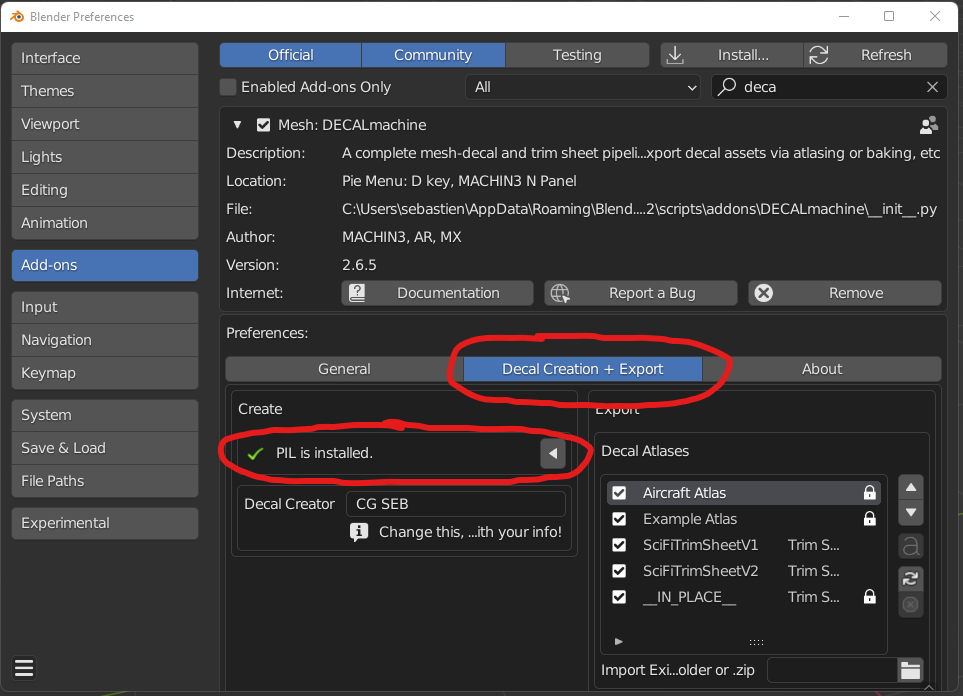 Blender Preferences
Interface
Themes
Viewport
Lights
Editing
Animation
Add-ons
Input
Navigation
Keymap
System
Save & Load
File Paths
Experimental
Official Community Testing Install... Refresh
Enabled Add-ons Only All deca
Mesh: DECALmachine
Description: A complete mesh-decal and trim sheet pipeli...xport decal assets via atlasing or baking, etc
Location: Pie Menu: D key, MACHIN3 N Panel
File: C:\Users\sebastien\AppData\Roaming\Blend....2\scripts\addons\DECALmachine\__init__.py
Author: MACHIN3, AR, MX
Version: 2.6.5
Internet: Documentation Report a Bug Remove
Preferences:
General Decal Creation + Export About
Create
PIL is installed.
Decal Creator CG SEB
Change this, ...ith your info!
Export
Decal Atlases
Aircraft Atlas
Example Atlas
SciFiTrimSheetV1 Trim S...
SciFiTrimSheetV2 Trim S...
__IN_PLACE__ Trim S...
Import Exi...older or .zip